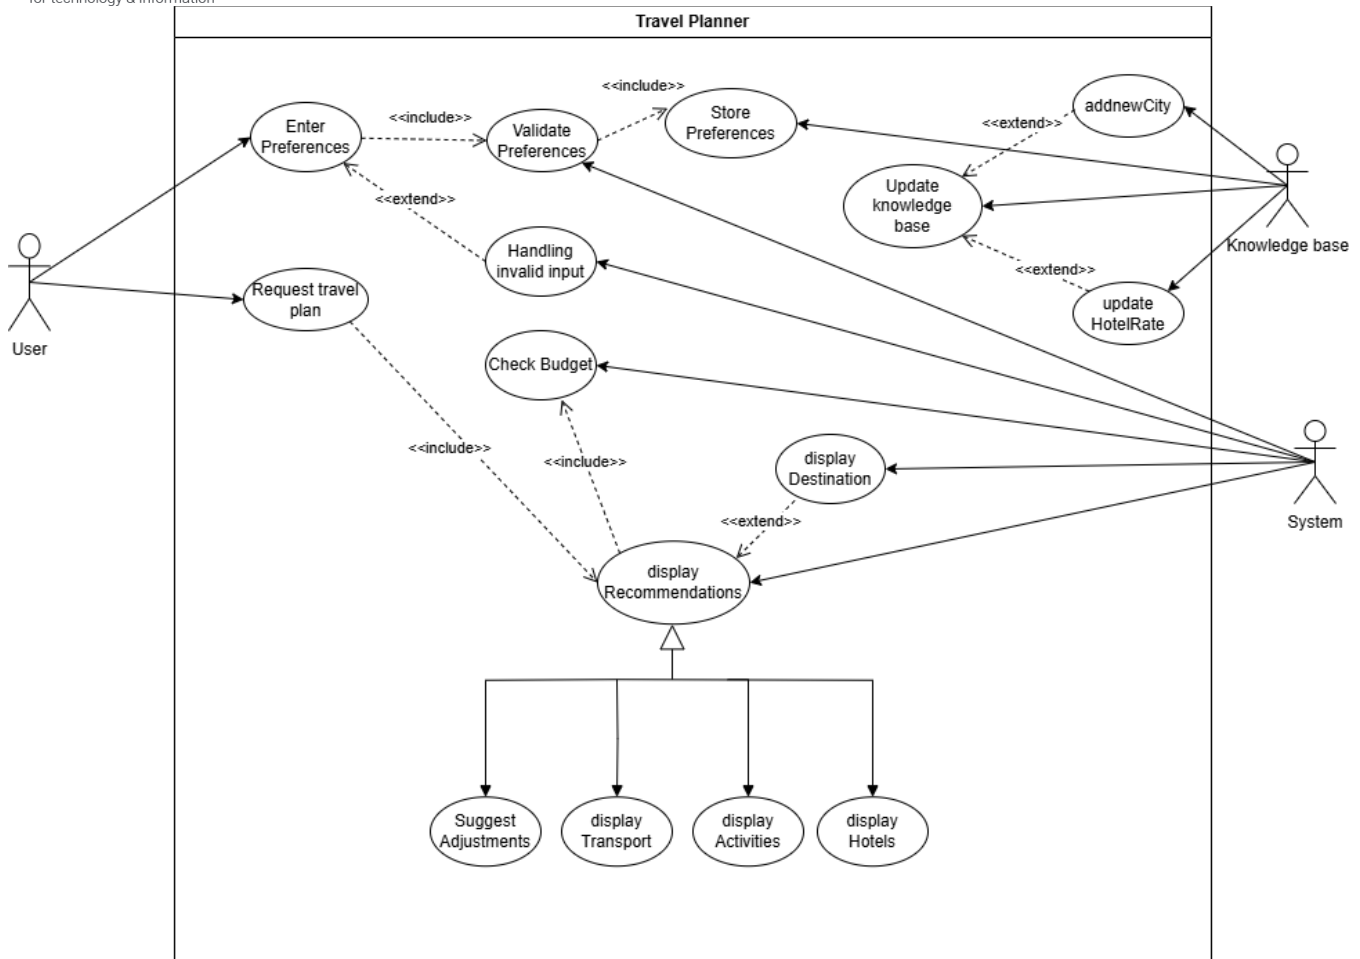 for technology & information
Travel Planner
<<include>>
<<include>>
Enter
Preferences
Validate
Preferences
Store
Preferences
addnewCity
<<extend>>
<<extend>>
Update
knowledge
base
Knowledge base
Handling
invalid input
<<extend>>
Request travel
plan
update
HotelRate
User
Check Budget
<<include>>
<<include>>
display
Destination
<<extend>>
System
display
Recommendations
Suggest
Adjustments
display
Transport
display
Activities
display
Hotels